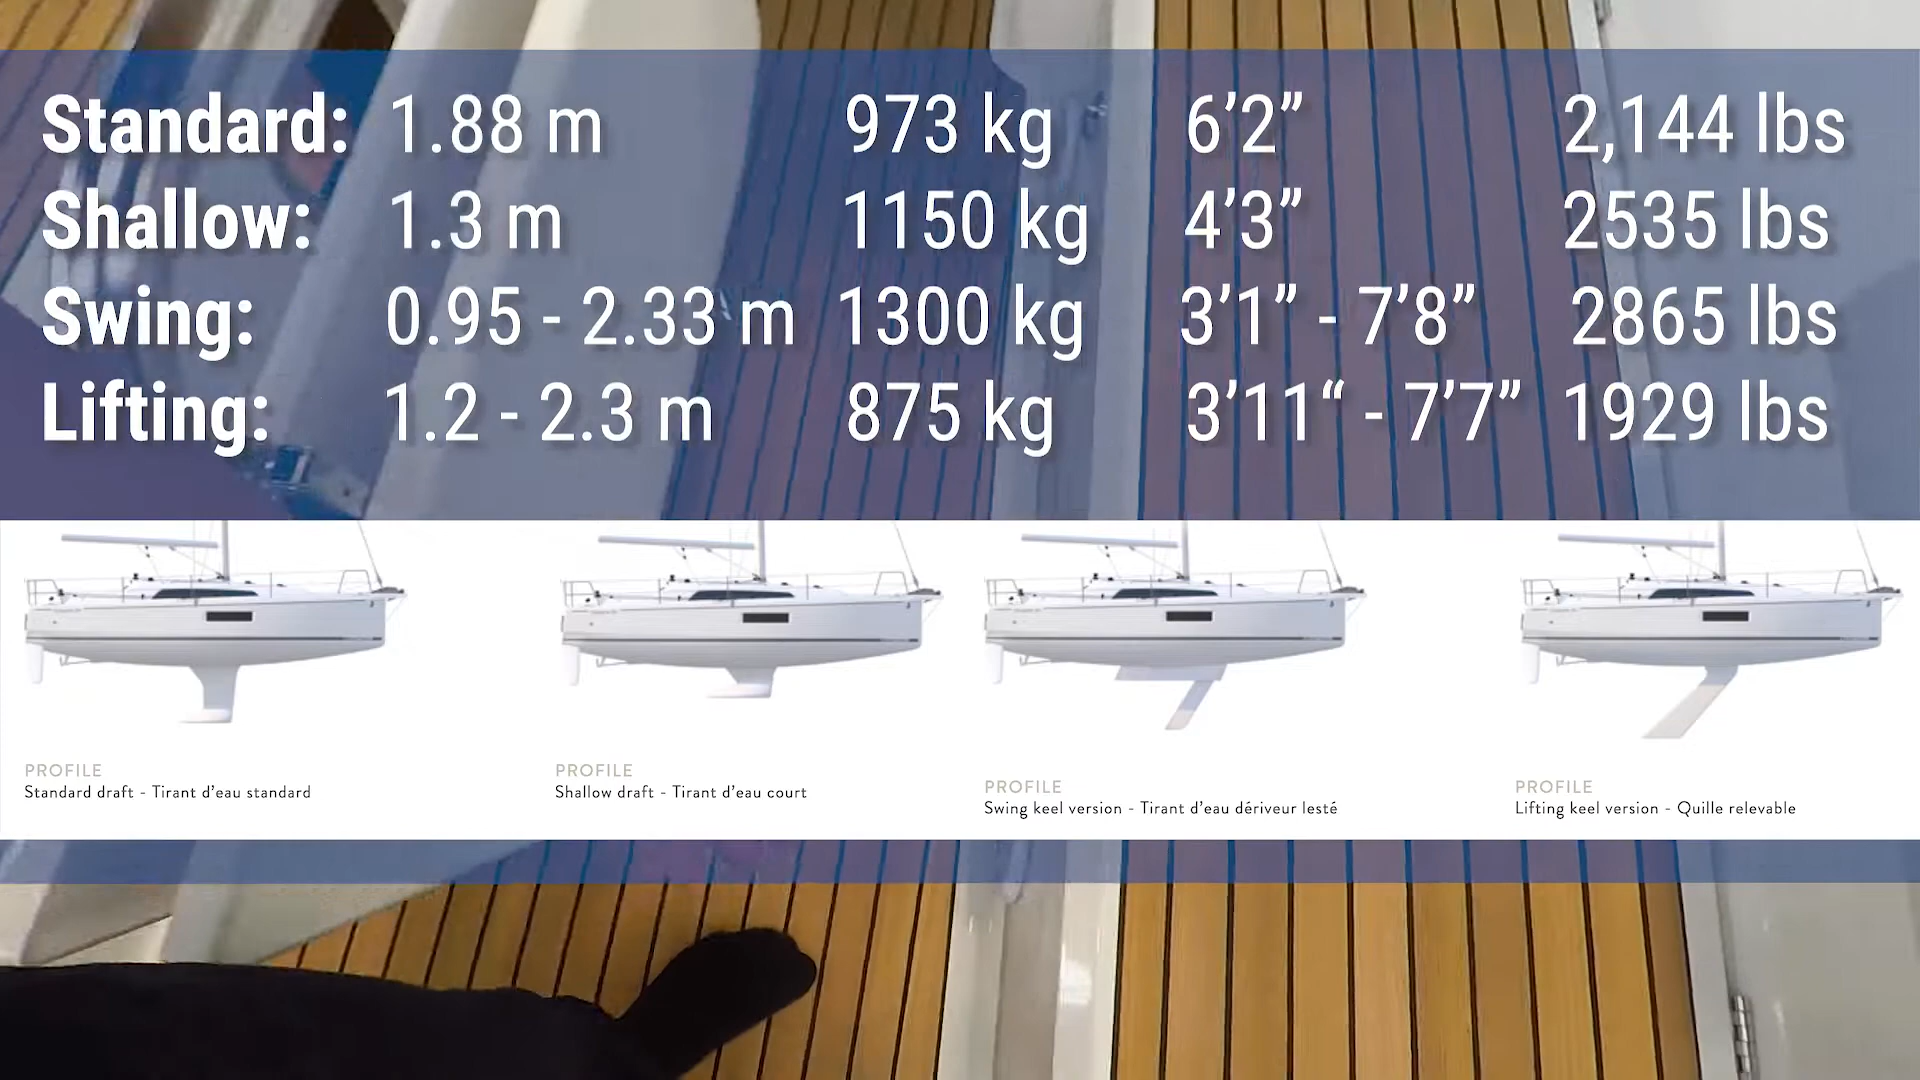 Standard: 1.88 m 973 kg 6’2” 2,144 lbs
Shallow: 1.3 m 1150 kg 4’3” 2535 lbs
Swing: 0.95 - 2.33 m 1300 kg 3’1” - 7’8” 2865 lbs
Lifting: 1.2 - 2.3 m 875 kg 3’11“ - 7’7” 1929 lbs
PROFILE
Standard draft - Tirant d’eau standard
PROFILE
Shallow draft - Tirant d’eau court
PROFILE
Swing keel version - Tirant d’eau dériveur lesté
PROFILE
Lifting keel version - Quille relevable